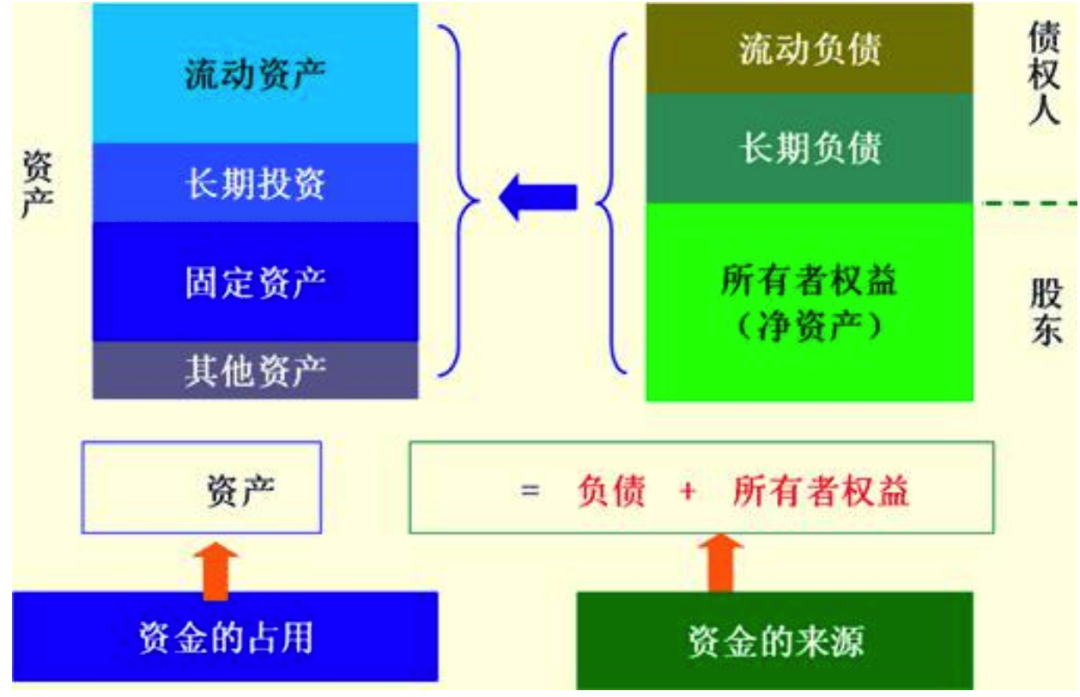 资产
流动资产
长期投资
固定资产
其他资产
流动负债
长期负债
所有者权益
（净资产）
债权人
股东
资产
= 负债 + 所有者权益
资金的占用
资金的来源